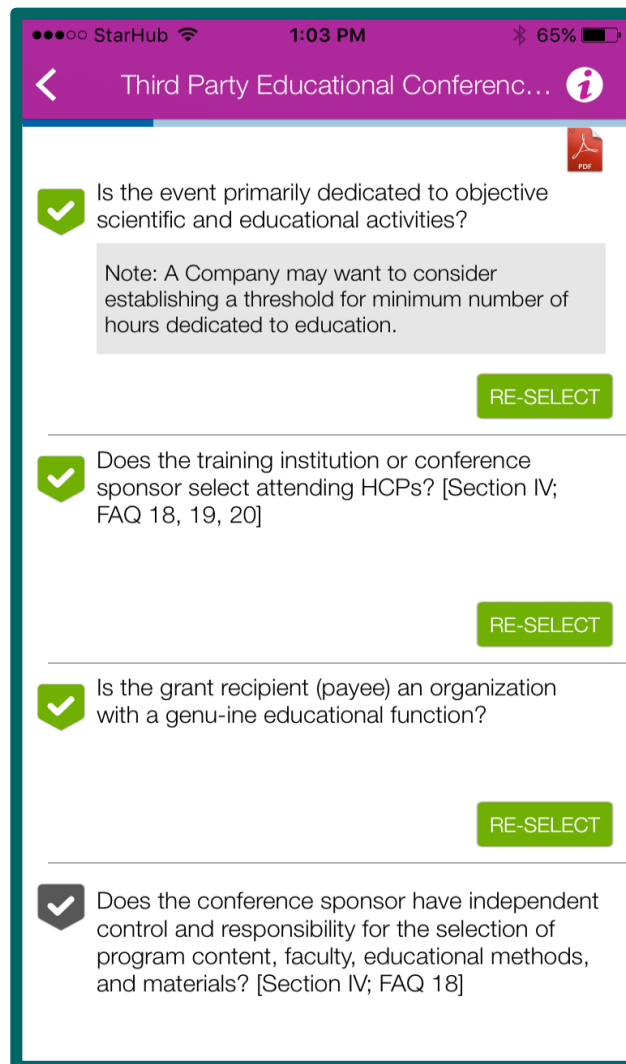 StarHub 1:03 PM 65%
Third Party Educational Conferenc...
PDF
Is the event primarily dedicated to objective
scientific and educational activities?
Note: A Company may want to consider
establishing a threshold for minimum number of
hours dedicated to education.
RE-SELECT
Does the training institution or conference
sponsor select attending HCPs? [Section IV;
FAQ 18, 19, 20]
RE-SELECT
Is the grant recipient (payee) an organization
with a genu-ine educational function?
RE-SELECT
Does the conference sponsor have independent
control and responsibility for the selection of
program content, faculty, educational methods,
and materials? [Section IV; FAQ 18]